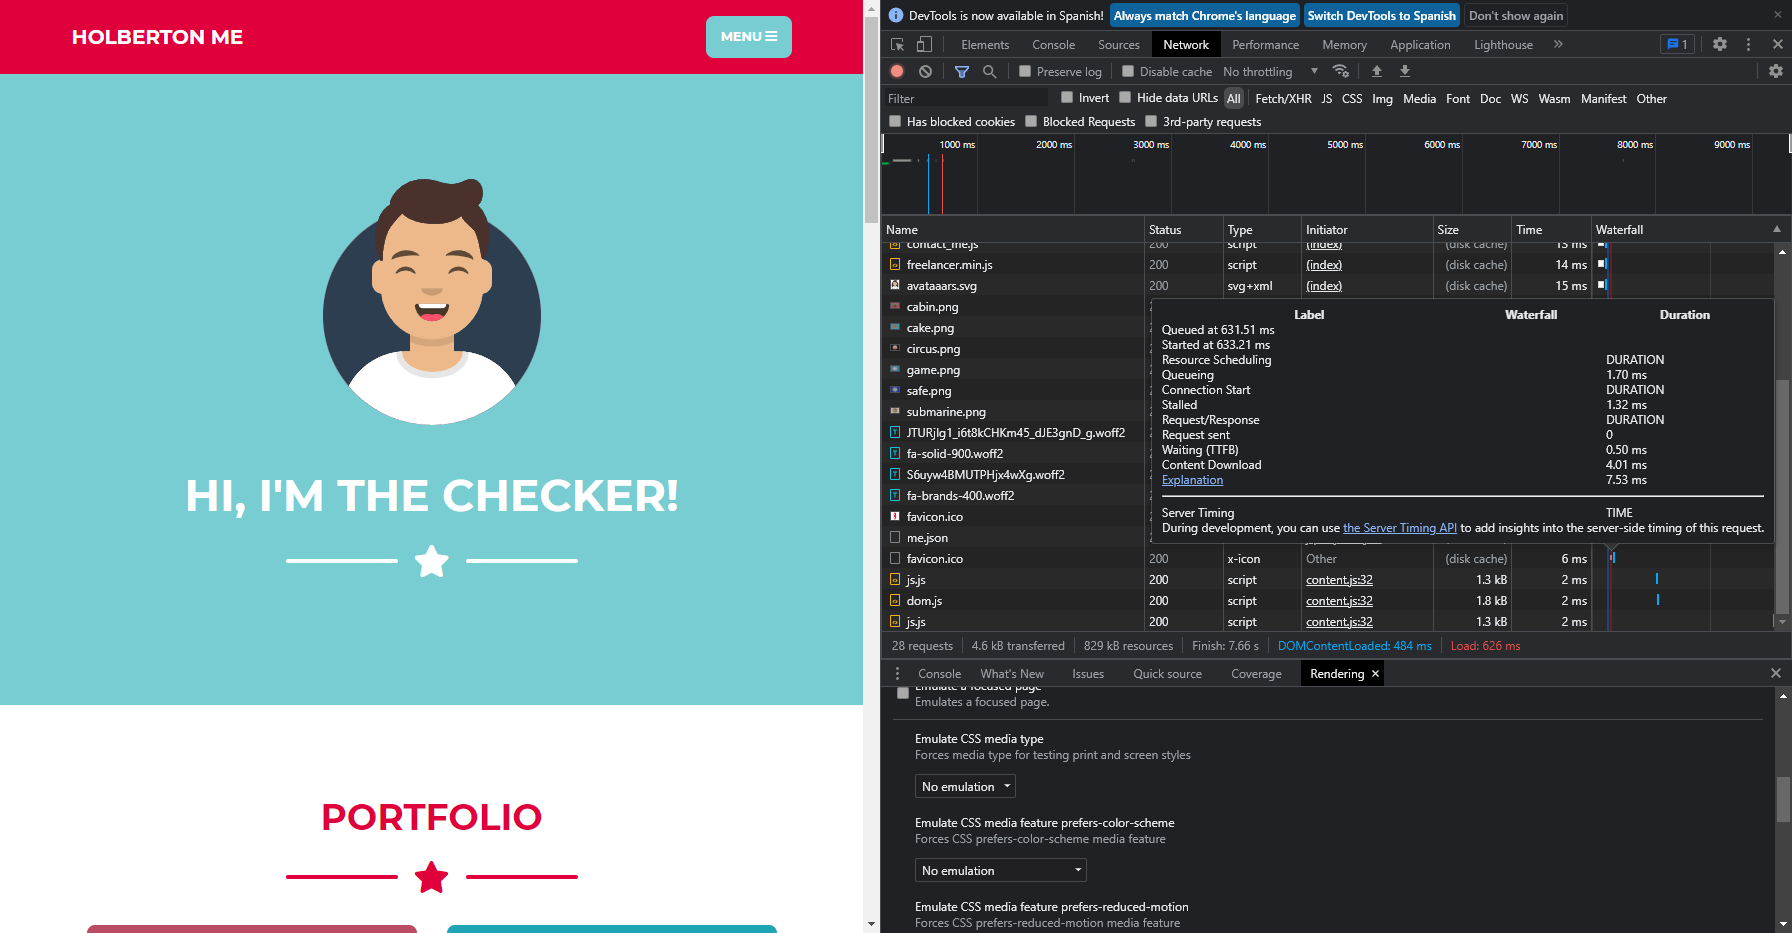 HOLBERTON ME
MENU
HI, I'M THE CHECKER!
PORTFOLIO
DevTools is now available in Spanish! Always match Chrome's language Switch DevTools to Spanish Don't show again
Elements Console Sources Network Performance Memory Application Lighthouse 1
Preserve log Disable cache No throttling
Filter Invert Hide data URLs All Fetch/XHR JS CSS Img Media Font Doc WS Wasm Manifest Other
Has blocked cookies Blocked Requests 3rd-party requests
1000 ms 2000 ms 3000 ms 4000 ms 5000 ms 6000 ms 7000 ms 8000 ms 9000 ms
Name Status Type Initiator Size Time Waterfall
contact_me.js 200 script (index) (disk cache) 13 ms
freelancer.min.js 200 script (index) (disk cache) 14 ms
avataaars.svg 200 svg+xml (index) (disk cache) 15 ms
cabin.png
cake.png
circus.png
game.png
safe.png
submarine.png
JTURjIg1_i6t8kCHKm45_dJE3gnD_g.woff2
fa-solid-900.woff2
S6uyw4BMUTPHjx4wXg.woff2
fa-brands-400.woff2
favicon.ico
me.json
Label Waterfall Duration
Queued at 631.51 ms
Started at 633.21 ms
Resource Scheduling DURATION
Queueing 1.70 ms
Connection Start DURATION
Stalled 1.32 ms
Request/Response DURATION
Request sent 0
Waiting (TTFB) 0.50 ms
Content Download 4.01 ms
Explanation 7.53 ms
Server Timing TIME
During development, you can use the Server Timing API to add insights into the server-side timing of this request.
favicon.ico 200 x-icon Other (disk cache) 6 ms
js.js 200 script content.js:32 1.3 kB 2 ms
dom.js 200 script content.js:32 1.8 kB 2 ms
js.js 200 script content.js:32 1.3 kB 2 ms
28 requests 4.6 kB transferred 829 kB resources Finish: 7.66 s DOMContentLoaded: 484 ms Load: 626 ms
Console What's New Issues Quick source Coverage Rendering
Emulate a focused page
Emulates a focused page.
Emulate CSS media type
Forces media type for testing print and screen styles
No emulation
Emulate CSS media feature prefers-color-scheme
Forces CSS prefers-color-scheme media feature
No emulation
Emulate CSS media feature prefers-reduced-motion
Forces CSS prefers-reduced-motion media feature